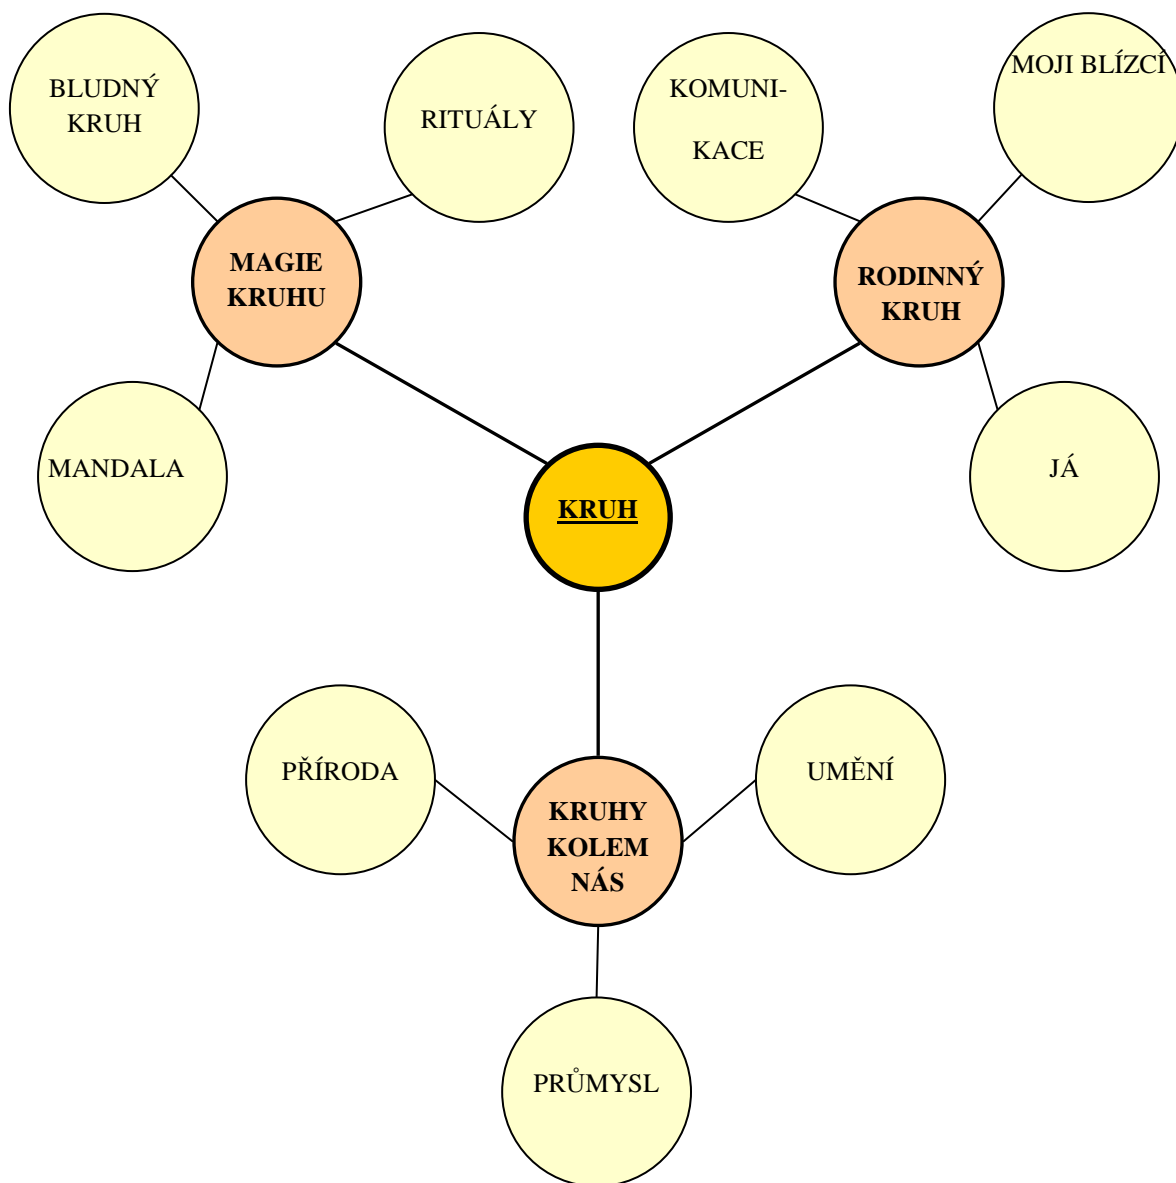 BLUDNÝ
KRUH
RITUÁLY
KOMUNI-
KACE
MOJI BLÍZCÍ
MAGIE
KRUHU
RODINNÝ
KRUH
MANDALA
JÁ
KRUH
PŘÍRODA
UMĚNÍ
KRUHY
KOLEM
NÁS
PRŮMYSL